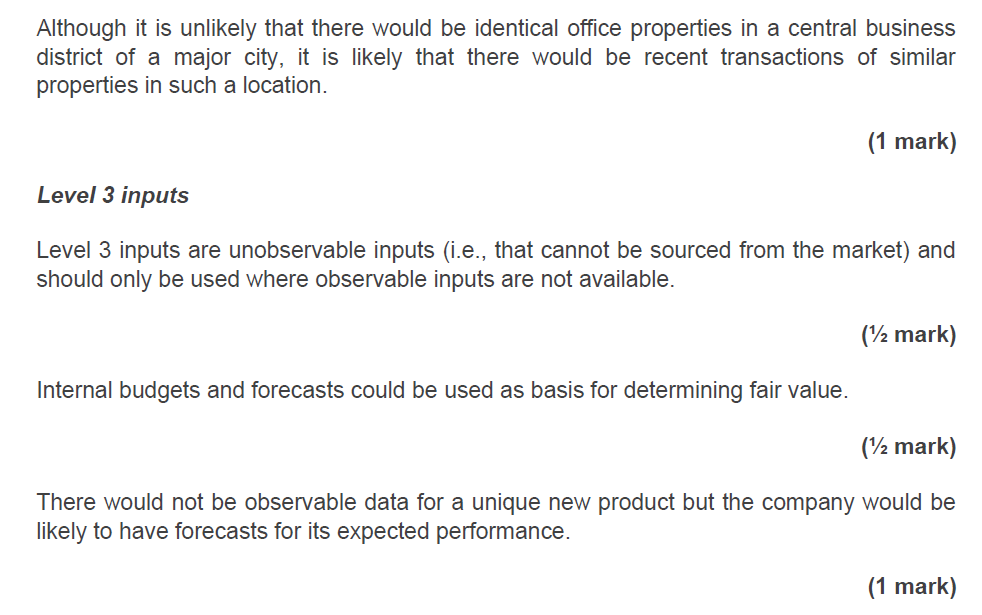 Although it is unlikely that there would be identical office properties in a central business
district of a major city, it is likely that there would be recent transactions of similar
properties in such a location.
(1 mark)
Level 3 inputs
Level 3 inputs are unobservable inputs (i.e., that cannot be sourced from the market) and
should only be used where observable inputs are not available.
(½ mark)
Internal budgets and forecasts could be used as basis for determining fair value.
(½ mark)
There would not be observable data for a unique new product but the company would be
likely to have forecasts for its expected performance.
(1 mark)